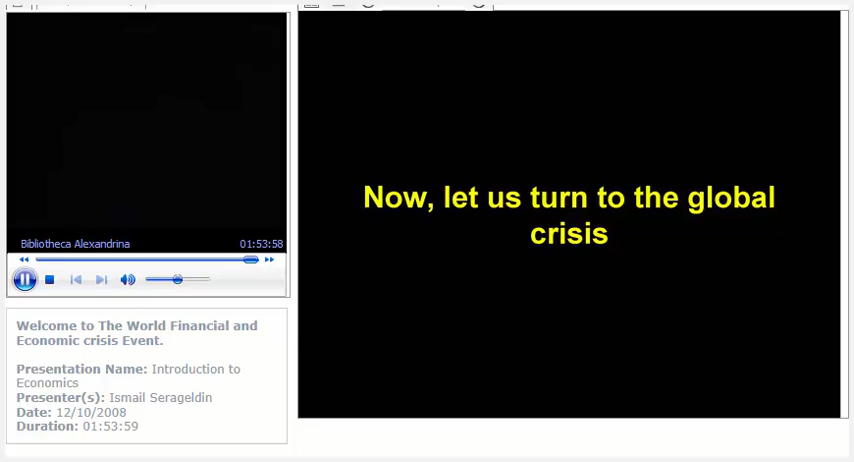 Bibliotheca Alexandrina 01:53:58
Welcome to The World Financial and
Economic crisis Event.
Presentation Name: Introduction to
Economics
Presenter(s): Ismail Serageldin
Date: 12/10/2008
Duration: 01:53:59
Now, let us turn to the global
crisis